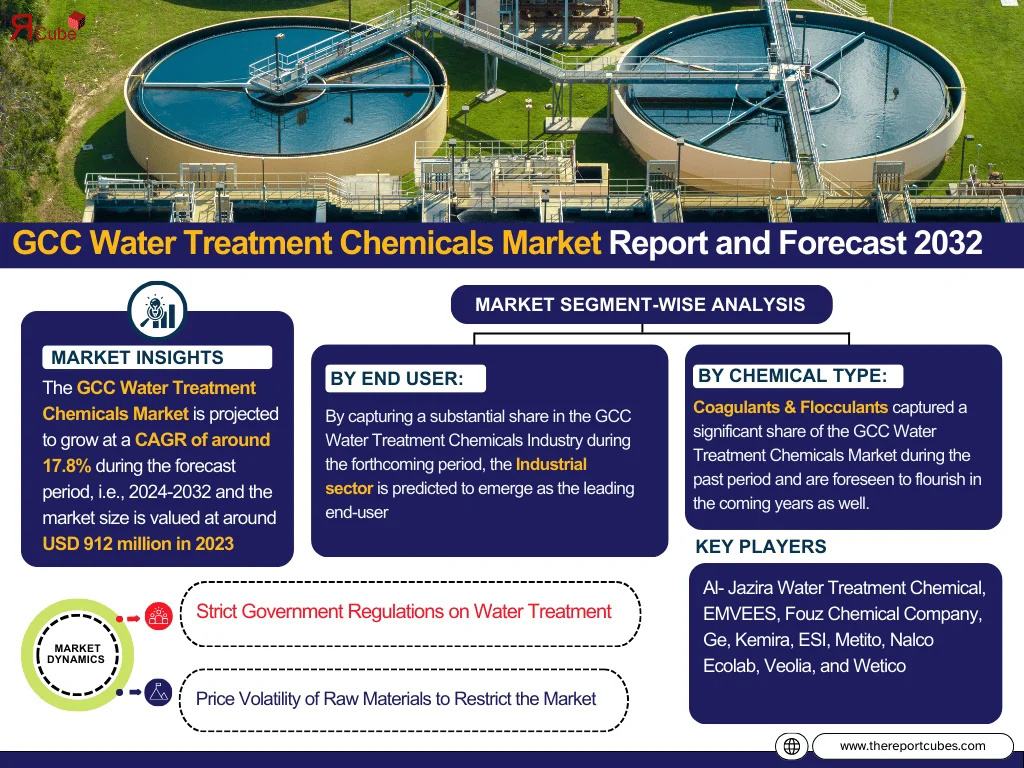 Я
Cube
GCC Water Treatment Chemicals Market Report and Forecast 2032
MARKET INSIGHTS
The GCC Water Treatment
Chemicals Market is projected
to grow at a CAGR of around
17.8% during the forecast
period, i.e., 2024-2032 and the
market size is valued at around
USD 912 million in 2023
MARKET SEGMENT-WISE ANALYSIS
BY END USER:
By capturing a substantial share in the GCC
Water Treatment Chemicals Industry during
the forthcoming period, the Industrial
sector is predicted to emerge as the leading
end-user
BY CHEMICAL TYPE:
Coagulants & Flocculants captured a
significant share of the GCC Water
Treatment Chemicals Market during the
past period and are foreseen to flourish in
the coming years as well.
KEY PLAYERS
Al- Jazira Water Treatment Chemical,
EMVEES, Fouz Chemical Company,
Ge, Kemira, ESI, Metito, Nalco
Ecolab, Veolia, and Wetico
MARKET
DYNAMICS
Strict Government Regulations on Water Treatment
Price Volatility of Raw Materials to Restrict the Market
www.thereportcubes.com